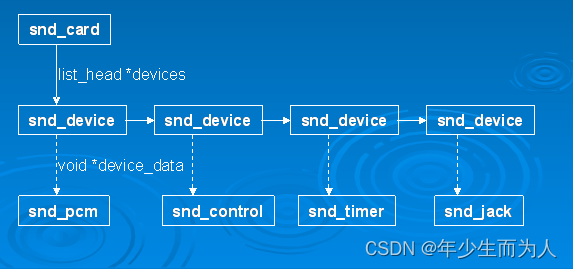 snd_card
list_head *devices
snd_device snd_device snd_device snd_device
void *device_data
snd_pcm snd_control snd_timer snd_jack
CSDN @年少生而为人